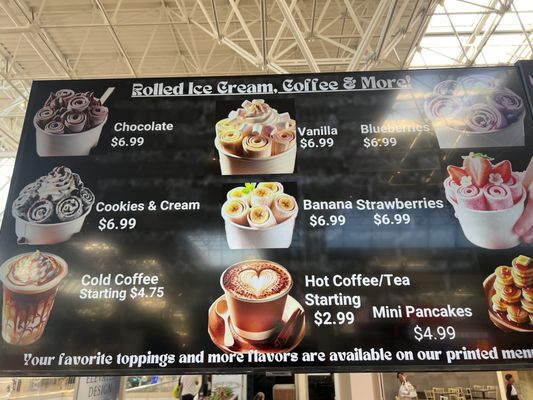 Rolled Ice Cream, Coffee & More!
Chocolate
$6.99
Vanilla
$6.99
Blueberries
$6.99
Cookies & Cream
$6.99
Banana
$6.99
Strawberries
$6.99
Cold Coffee
Starting $4.75
Hot Coffee/Tea
Starting
$2.99
Mini Pancakes
$4.99
Your favorite toppings and more flavors are available on our printed menu
ELEVATE
DESIGN